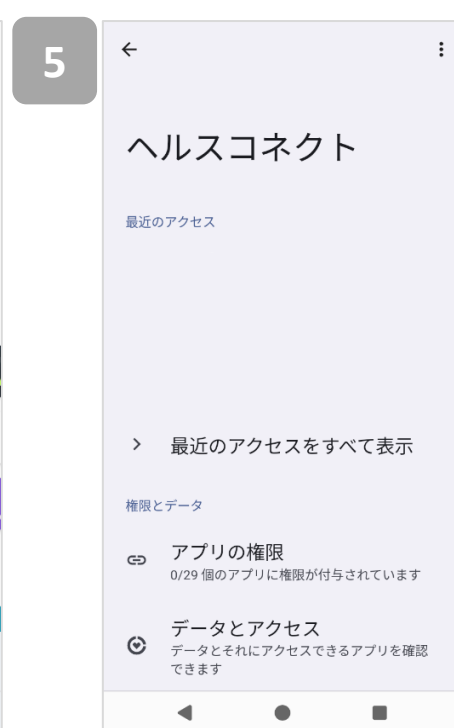 5
ヘルスコネクト
最近のアクセス
最近のアクセスをすべて表示
権限とデータ
アプリの権限
0/29 個のアプリに権限が付与されています
データとアクセス
データとそれにアクセスできるアプリを確認
できます